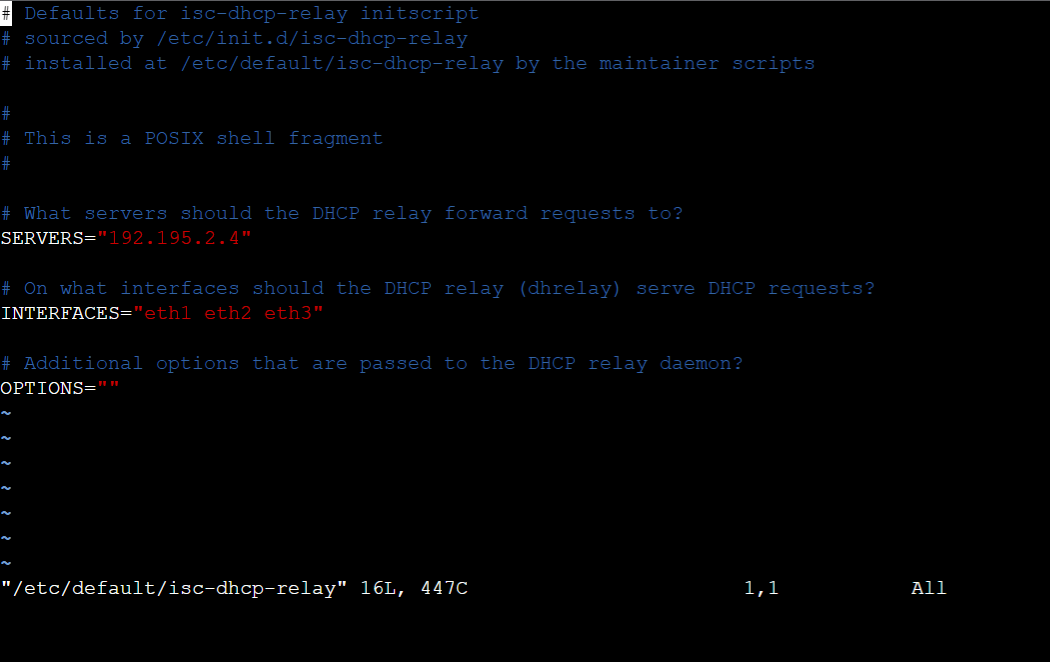 # Defaults for isc-dhcp-relay initscript
# sourced by /etc/init.d/isc-dhcp-relay
# installed at /etc/default/isc-dhcp-relay by the maintainer scripts
#
# This is a POSIX shell fragment
#
# What servers should the DHCP relay forward requests to?
SERVERS="192.195.2.4"
# On what interfaces should the DHCP relay (dhrelay) serve DHCP requests?
INTERFACES="eth1 eth2 eth3"
# Additional options that are passed to the DHCP relay daemon?
OPTIONS=""
~
~
~
~
~
~
~
"/etc/default/isc-dhcp-relay" 16L, 447C 1,1 All